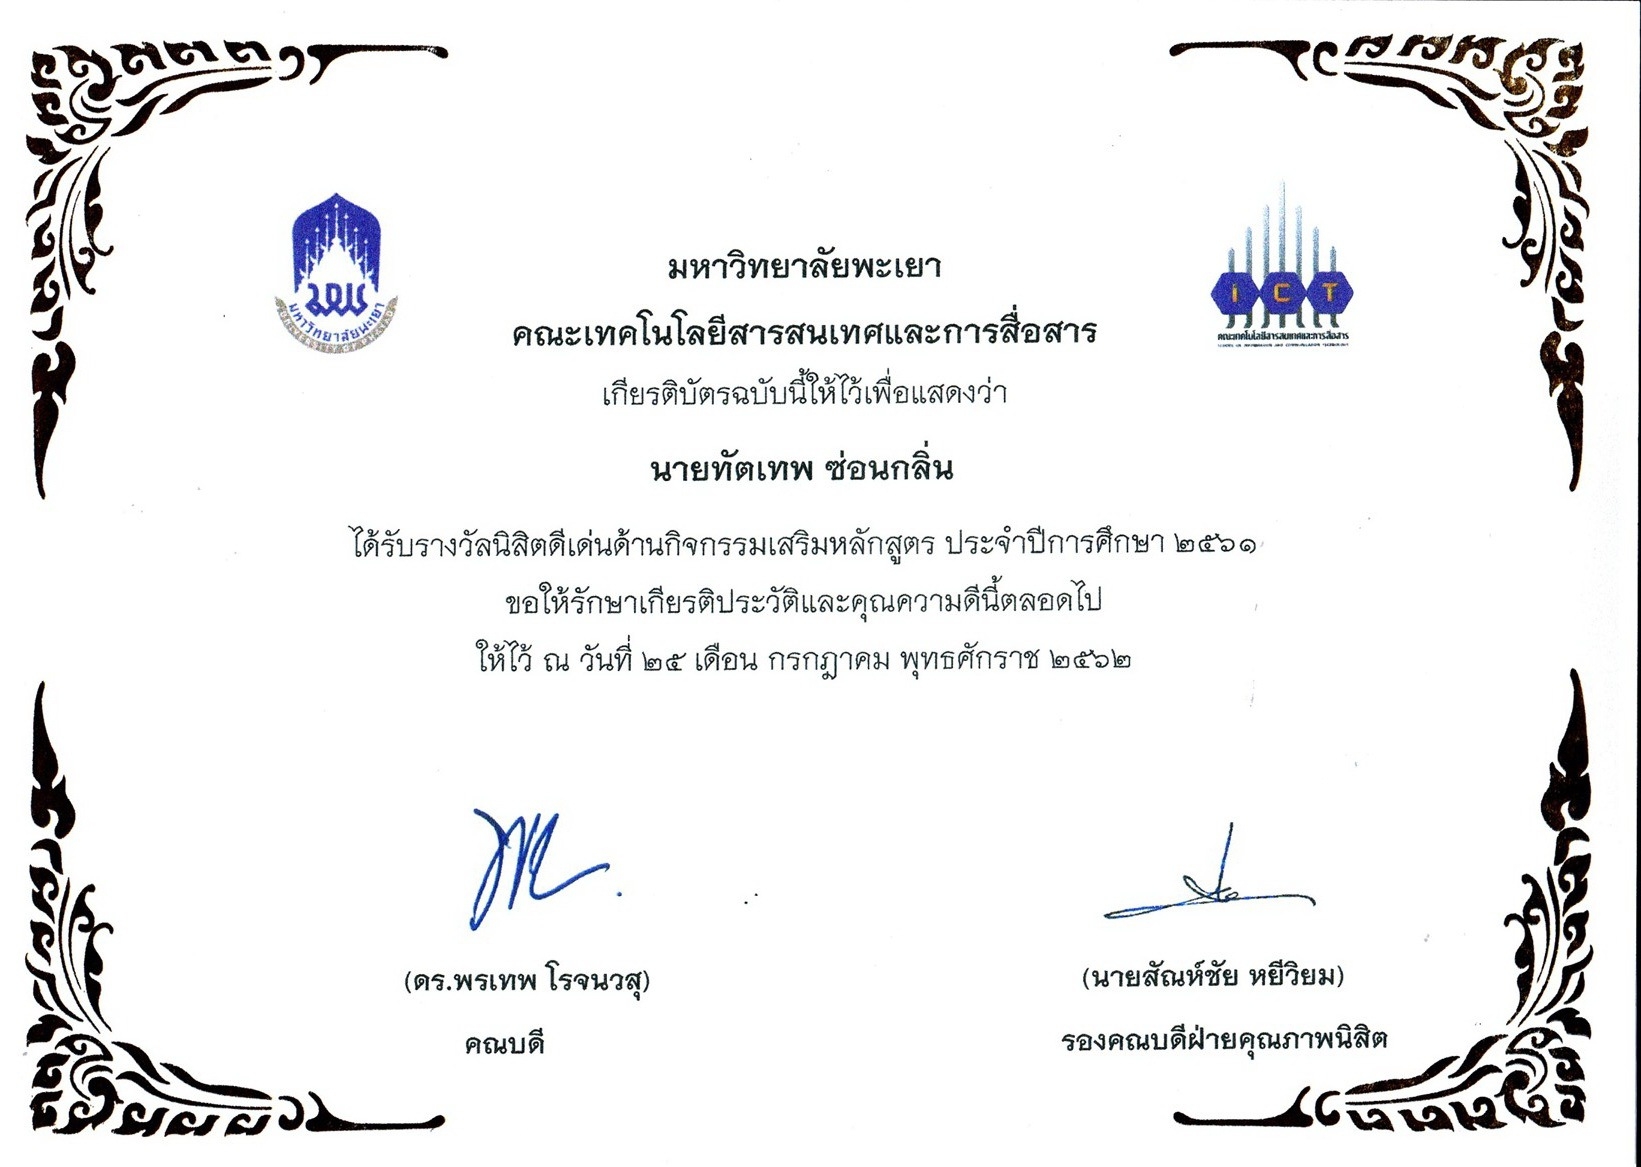 มหาวิทยาลัยพะเยา
UNIVERSITY OF PHAYAO
ICT
คณะเทคโนโลยีสารสนเทศและการสื่อสาร
SCHOOL OF INFORMATION AND COMMUNICATION TECHNOLOGY
มหาวิทยาลัยพะเยา
คณะเทคโนโลยีสารสนเทศและการสื่อสาร
เกียรติบัตรฉบับนี้ให้ไว้เพื่อแสดงว่า
นายทัตเทพ ซ่อนกลิ่น
ได้รับรางวัลนิสิตดีเด่นด้านกิจกรรมเสริมหลักสูตร ประจำปีการศึกษา ๒๕๖๑
ขอให้รักษาเกียรติประวัติและคุณความดีนี้ตลอดไป
ให้ไว้ ณ วันที่ ๒๕ เดือน กรกฎาคม พุทธศักราช ๒๕๖๒
(ดร.พรเทพ โรจนวสุ)
คณบดี
(นายสัณห์ชัย หยีวิยม)
รองคณบดีฝ่ายคุณภาพนิสิต